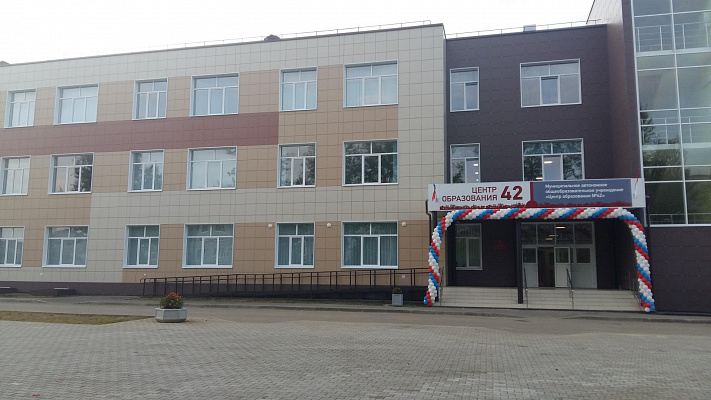 ЦЕНТР
ОБРАЗОВАНИЯ 42
Муниципальное автономное
общеобразовательное учреждение
«Центр образования №42»